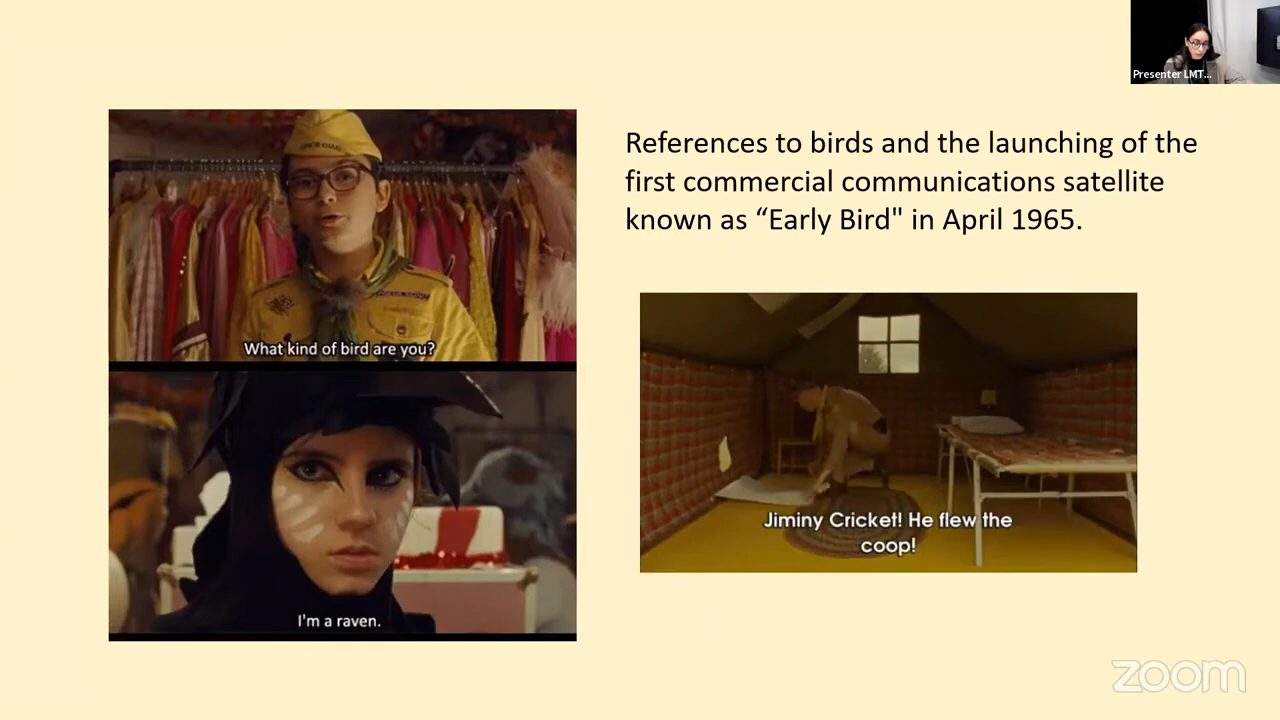 Presenter LMT...
References to birds and the launching of the
first commercial communications satellite
known as “Early Bird" in April 1965.
What kind of bird are you?
I'm a raven.
Jiminy Cricket! He flew the
coop!
zoom